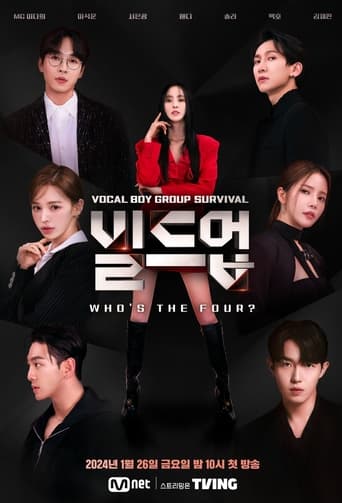 MC 이다희 이석훈 서은광 웬디 솔라 백호 김재환
VOCAL BOY GROUP SURVIVAL
빌드업
WHO'S THE FOUR?
2024년 1월 26일 금요일 밤 10시 첫 방송
Mnet 스트리밍은 TVING